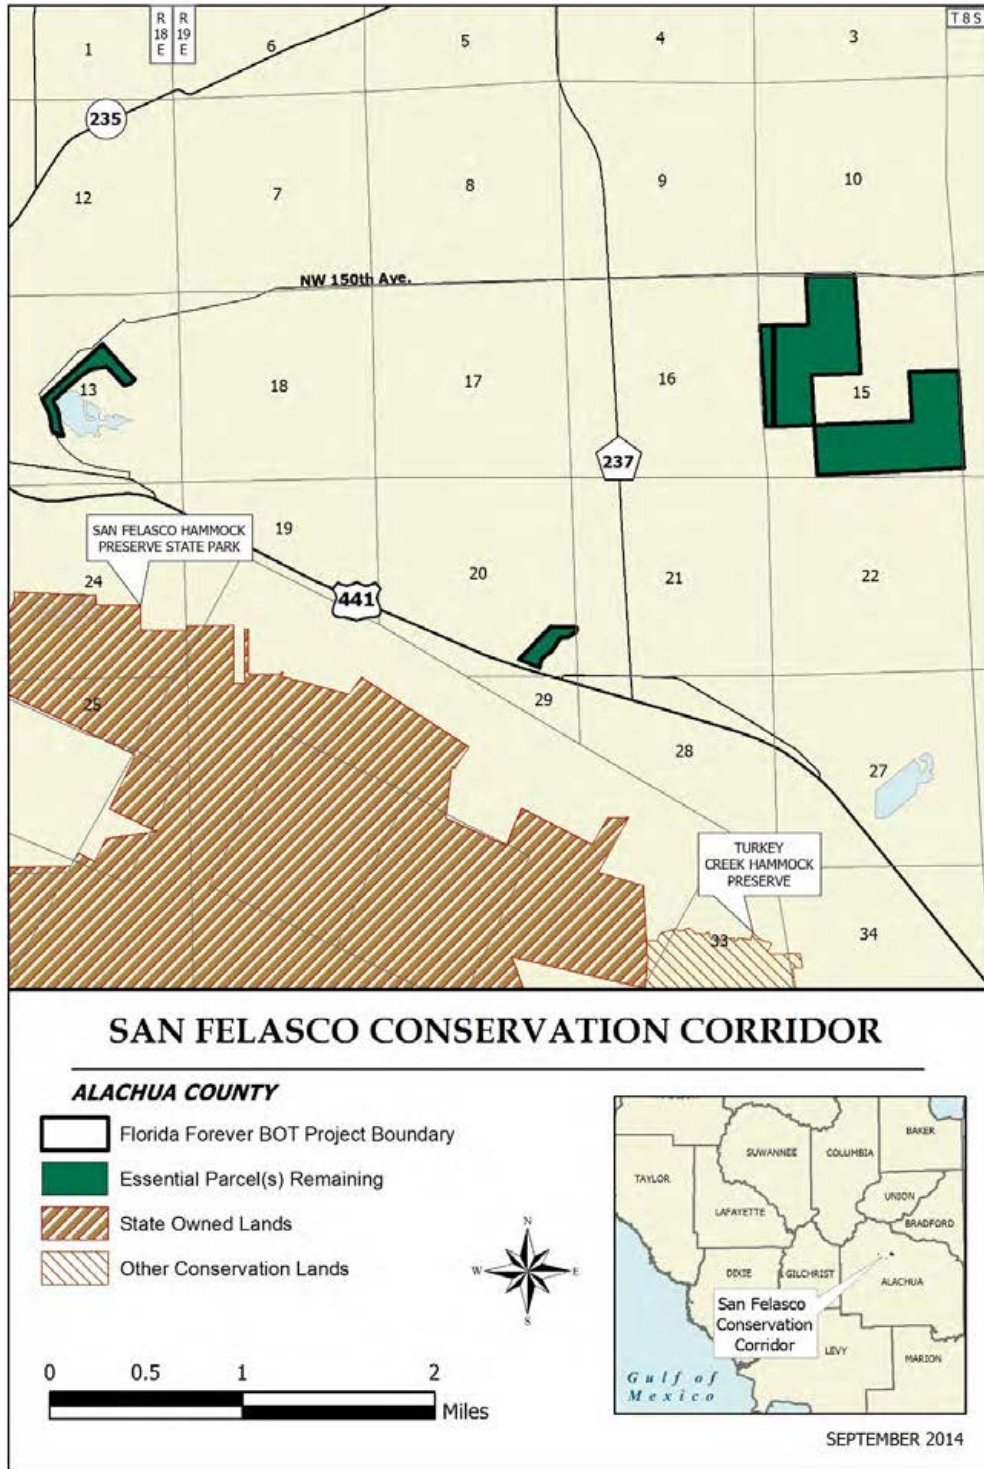 R
18
E
R
19
E
T 8 S
1
6
5
4
3
235
12
7
8
9
10
NW 150th Ave.
13
18
17
16
15
237
SAN FELASCO HAMMOCK
PRESERVE STATE PARK
19
24
20
21
22
441
25
29
28
27
TURKEY
CREEK HAMMOCK
PRESERVE
33
34
SAN FELASCO CONSERVATION CORRIDOR
ALACHUA COUNTY
Florida Forever BOT Project Boundary
Essential Parcel(s) Remaining
State Owned Lands
Other Conservation Lands
N
W
E
S
0 0.5 1 2
Miles
BAKER
SUWANNEE
COLUMBIA
TAYLOR
UNION
LAFAYETTE
BRADFORD
DIXIE
GILCHRIST
ALACHUA
San Felasco
Conservation
Corridor
LEVY
MARION
Gulf of
Mexico
SEPTEMBER 2014